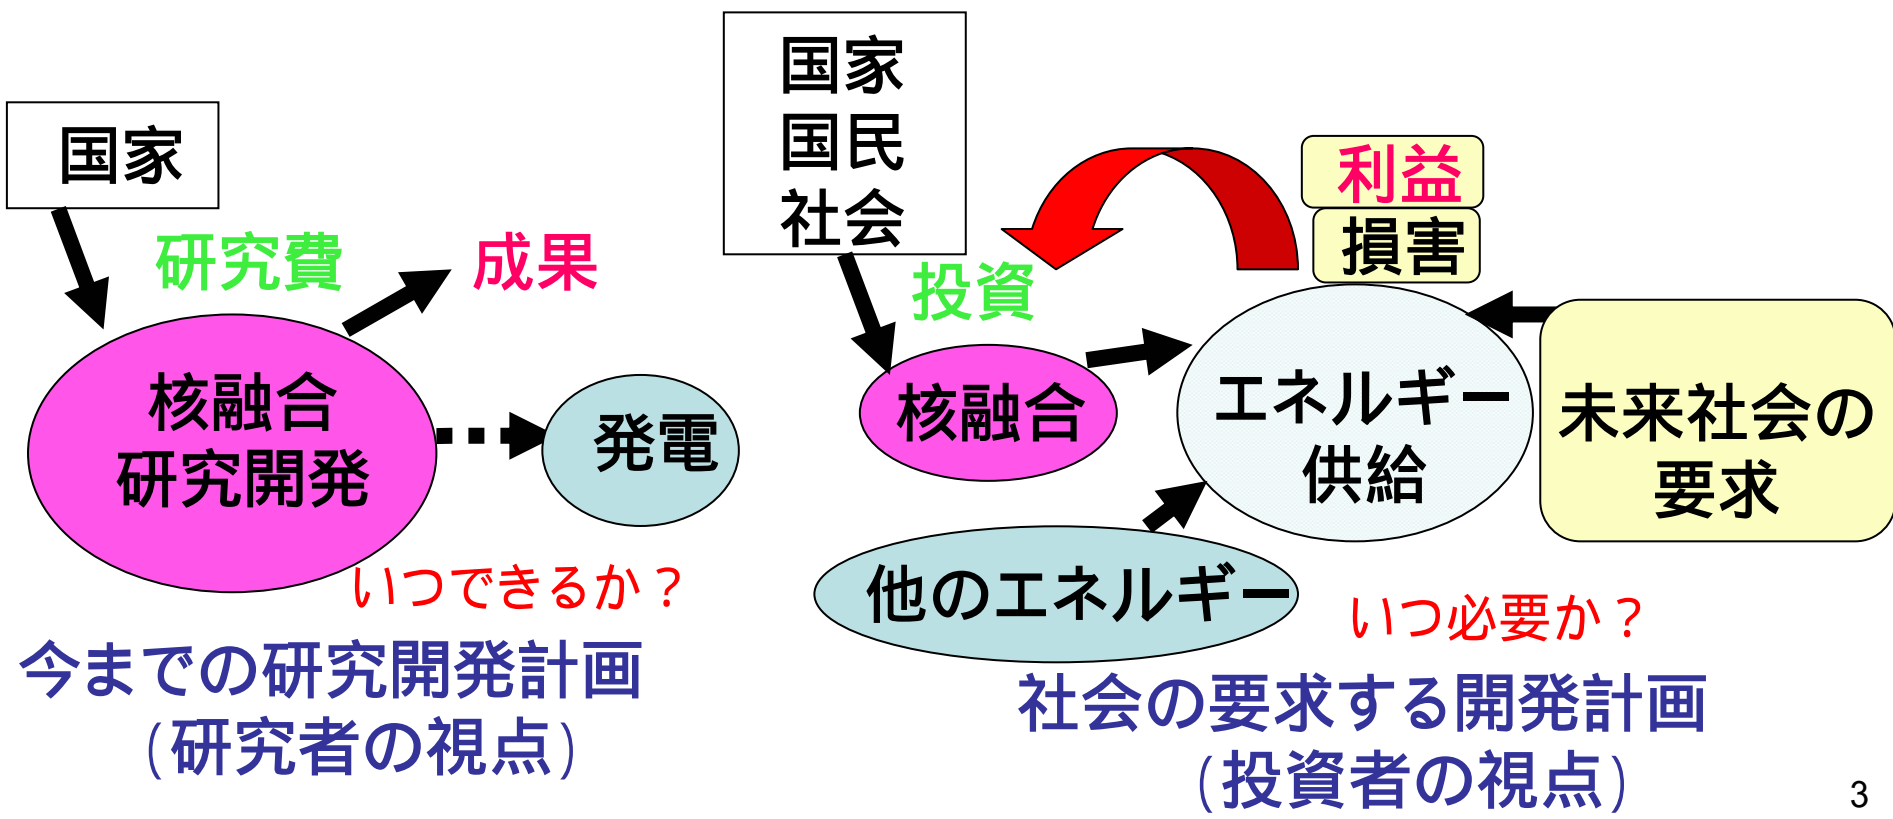 国家
研究費
成果
核融合
研究開発
発電
いつできるか？
今までの研究開発計画
(研究者の視点)
国家
国民
社会
投資
利益
損害
核融合
エネルギー
供給
未来社会の
要求
他のエネルギー
いつ必要か？
社会の要求する開発計画
(投資者の視点)
3